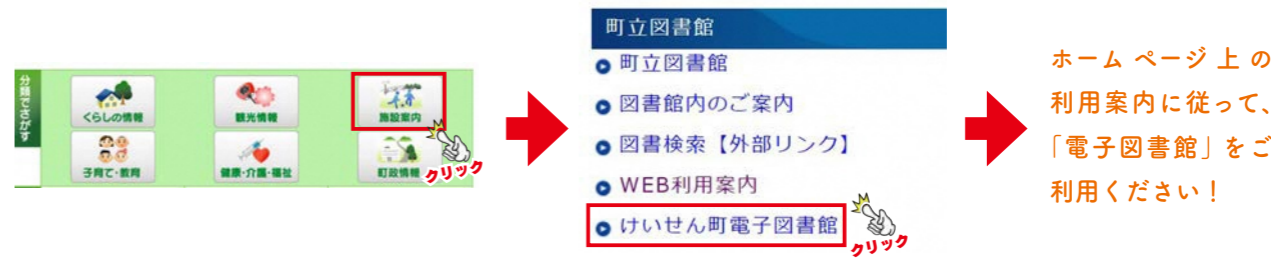 分類でさがす
くらしの情報
観光情報
施設案内
子育て・教育
健康・介護・福祉
町政情報
クリック
町立図書館
町立図書館
図書館内のご案内
図書検索【外部リンク】
WEB利用案内
けいせん町電子図書館
クリック
ホームページ上の
利用案内に従って、
「電子図書館」をご
利用ください！